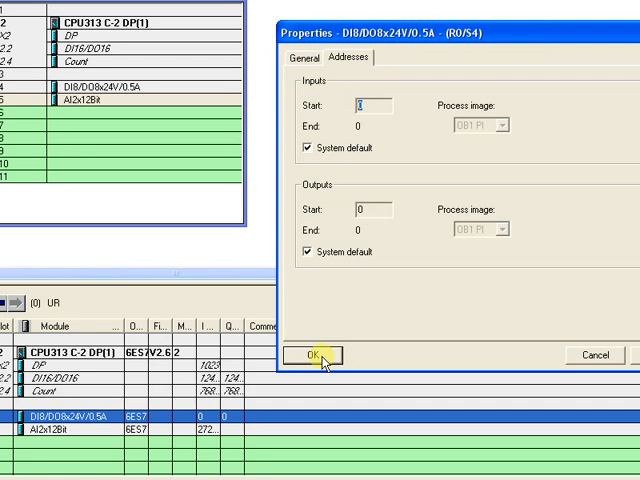 1
2 CPU313 C-2 DP(1)
X2 DP
2.2 DI16/DO16
2.4 Count
3
4 DI8/DO8x24V/0.5A
5 AI2x12Bit
6
7
8
9
10
11
Properties - DI8/DO8x24V/0.5A - (R0/S4)
General Addresses
Inputs
Start: 0 Process image:
End: 0 OB1 PI
System default
Outputs
Start: 0 Process image:
End: 0 OB1 PI
System default
OK Cancel
(0) UR
lot Module ... O... Fi... M... I ... Q... Comme
2 CPU313 C-2 DP(1) 6ES7 V2.6 2
x2 DP 1023
2.2 DI16/DO16 124... 124...
2.4 Count 768... 768...
DI8/DO8x24V/0.5A 6ES7 0 0
AI2x12Bit 6ES7 272...